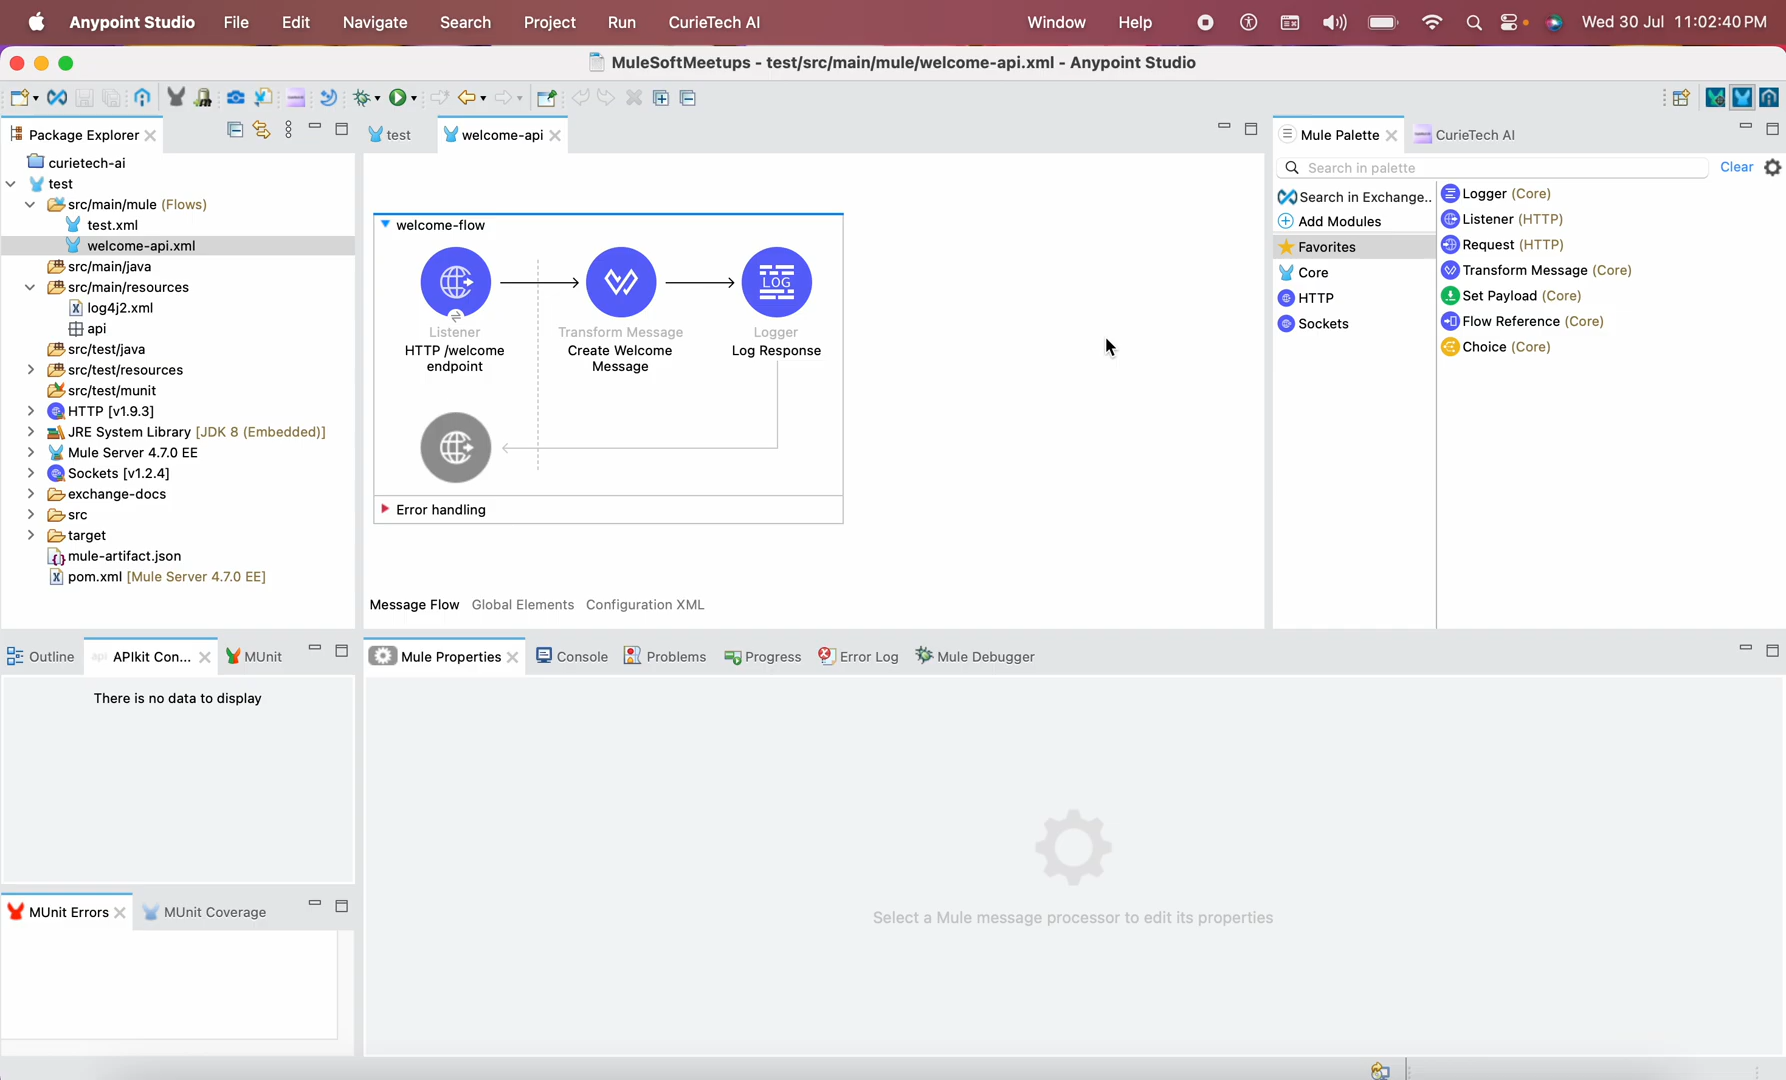 Anypoint Studio File Edit Navigate Search Project Run CurieTech AI Window Help Wed 30 Jul 11:02:40 PM
MuleSoftMeetups - test/src/main/mule/welcome-api.xml - Anypoint Studio
Package Explorer
test
welcome-api
Mule Palette
CurieTech AI
curietech-ai
test
src/main/mule (Flows)
test.xml
welcome-api.xml
src/main/java
src/main/resources
log4j2.xml
api
src/test/java
src/test/resources
src/test/munit
HTTP [v1.9.3]
JRE System Library [JDK 8 (Embedded)]
Mule Server 4.7.0 EE
Sockets [v1.2.4]
exchange-docs
src
target
mule-artifact.json
pom.xml [Mule Server 4.7.0 EE]
welcome-flow
LOG
Listener
HTTP /welcome
endpoint
Transform Message
Create Welcome
Message
Logger
Log Response
Error handling
Message Flow Global Elements Configuration XML
Search in palette
Clear
Search in Exchange..
Add Modules
Favorites
Core
HTTP
Sockets
Logger (Core)
Listener (HTTP)
Request (HTTP)
Transform Message (Core)
Set Payload (Core)
Flow Reference (Core)
Choice (Core)
Outline
api APIkit Con...
MUnit
There is no data to display
MUnit Errors
MUnit Coverage
Mule Properties
Console
Problems
Progress
Error Log
Mule Debugger
Select a Mule message processor to edit its properties